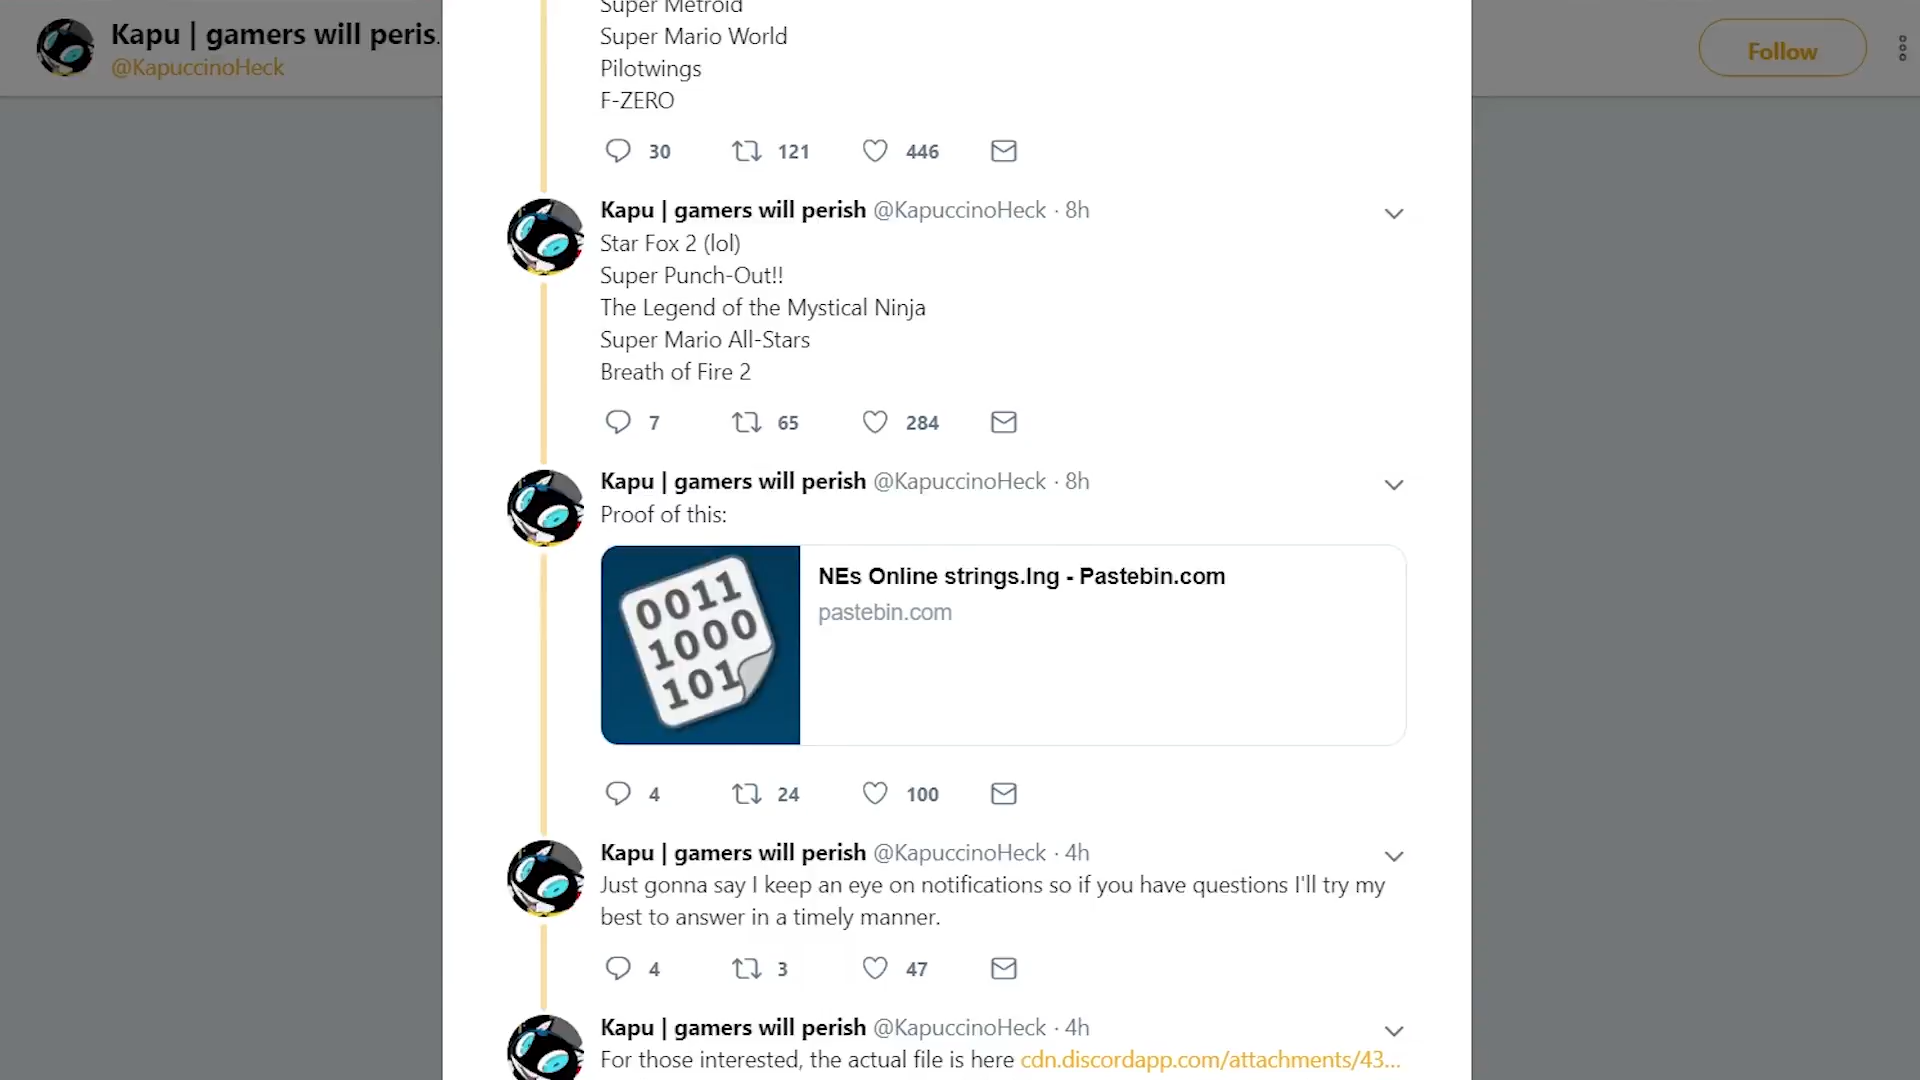 Kapu | gamers will peris.
@KapuccinoHeck
Follow
Super Metroid
Super Mario World
Pilotwings
F-ZERO
30 121 446
Kapu | gamers will perish @KapuccinoHeck · 8h
Star Fox 2 (lol)
Super Punch-Out!!
The Legend of the Mystical Ninja
Super Mario All-Stars
Breath of Fire 2
7 65 284
Kapu | gamers will perish @KapuccinoHeck · 8h
Proof of this:
0011
1000
101
NEs Online strings.lng - Pastebin.com
pastebin.com
4 24 100
Kapu | gamers will perish @KapuccinoHeck · 4h
Just gonna say I keep an eye on notifications so if you have questions I'll try my
best to answer in a timely manner.
4 3 47
Kapu | gamers will perish @KapuccinoHeck · 4h
For those interested, the actual file is here cdn.discordapp.com/attachments/43...